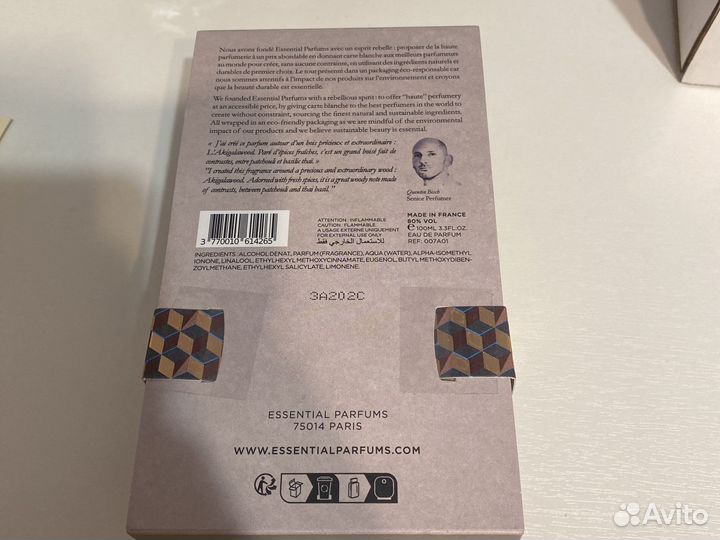 Nous avons fondé Essential Parfums avec un esprit rebelle : proposer de la haute
parfumerie à un prix abordable en donnant carte blanche aux meilleurs parfumeurs
au monde pour créer, sans aucune contrainte, en utilisant des ingrédients naturels et
durables de premier choix. Le tout présenté dans un packaging éco-responsable car
nous sommes attentifs à l'impact de nos produits sur l'environnement et croyons
que la beauté durable est essentielle.
We founded Essential Parfums with a rebellious spirit : to offer "haute" perfumery
at an accessible price, by giving carte blanche to the best perfumers in the world to
create without constraint, sourcing the finest natural and sustainable ingredients.
All wrapped in an eco-friendly packaging as we are mindful of the environmental
impact of our products and we believe sustainable beauty is essential.
« J'ai créé ce parfum autour d'un bois précieux et extraordinaire :
L'Akigalawood. Paré d'épices fraîches, c'est un grand boisé fait de
contrastes, entre patchouli et basilic thaï. »
"I created this fragrance around a precious and extraordinary wood :
Akigalawood. Adorned with fresh spices, it is a great woody note made
of contrasts, between patchouli and thai basil."
Quentin Bisch
Senior Perfumer
3 770010 614265
ATTENTION : INFLAMMABLE
CAUTION : FLAMMABLE
A USAGE EXTERNE UNIQUEMENT
FOR EXTERNAL USE ONLY
للاستعمال الخارجي فقط
MADE IN FRANCE
80% VOL
℮ 100ML 3.3FL.OZ.
EAU DE PARFUM
REF: 007A01
INGREDIENTS : ALCOHOL DENAT., PARFUM (FRAGRANCE), AQUA (WATER), ALPHA-ISOMETHYL
IONONE, LINALOOL, ETHYLHEXYL METHOXYCINNAMATE, EUGENOL, BUTYL METHOXYDIBEN-
ZOYLMETHANE, ETHYLHEXYL SALICYLATE, LIMONENE.
3A202C
ESSENTIAL PARFUMS
75014 PARIS
WWW.ESSENTIALPARFUMS.COM
Avito